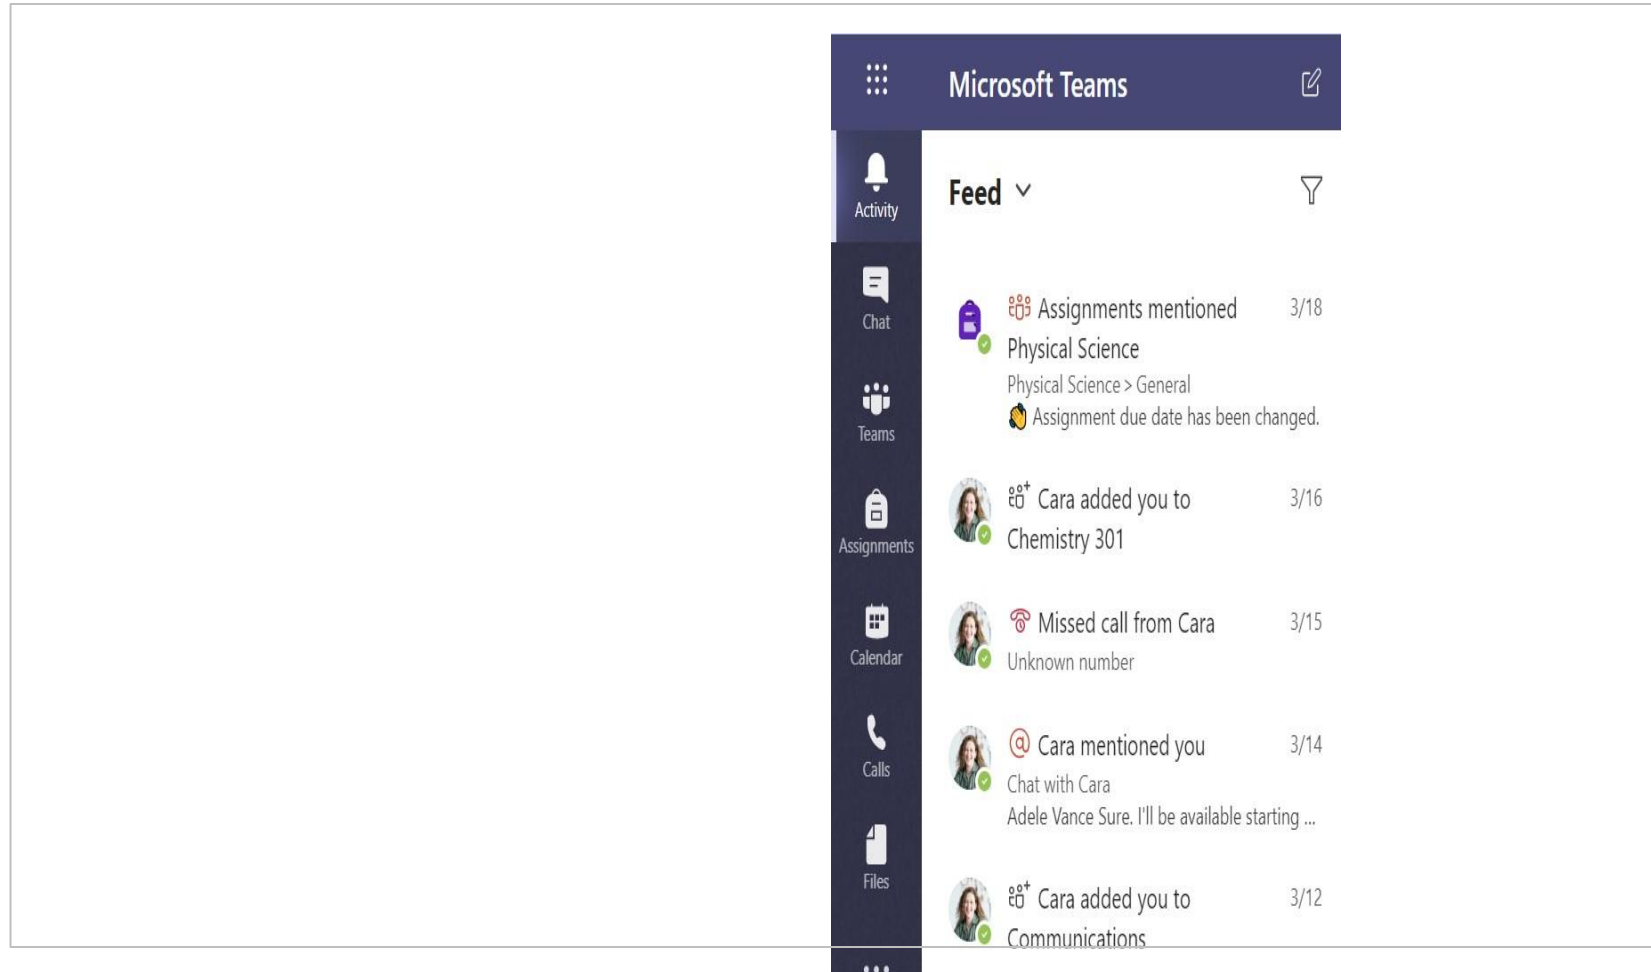 Microsoft Teams
Activity
Chat
Teams
Assignments
Calendar
Calls
Files
Feed
Assignments mentioned 3/18
Physical Science
Physical Science > General
Assignment due date has been changed.
Cara added you to 3/16
Chemistry 301
Missed call from Cara 3/15
Unknown number
@ Cara mentioned you 3/14
Chat with Cara
Adele Vance Sure. I'll be available starting ...
Cara added you to 3/12
Communications